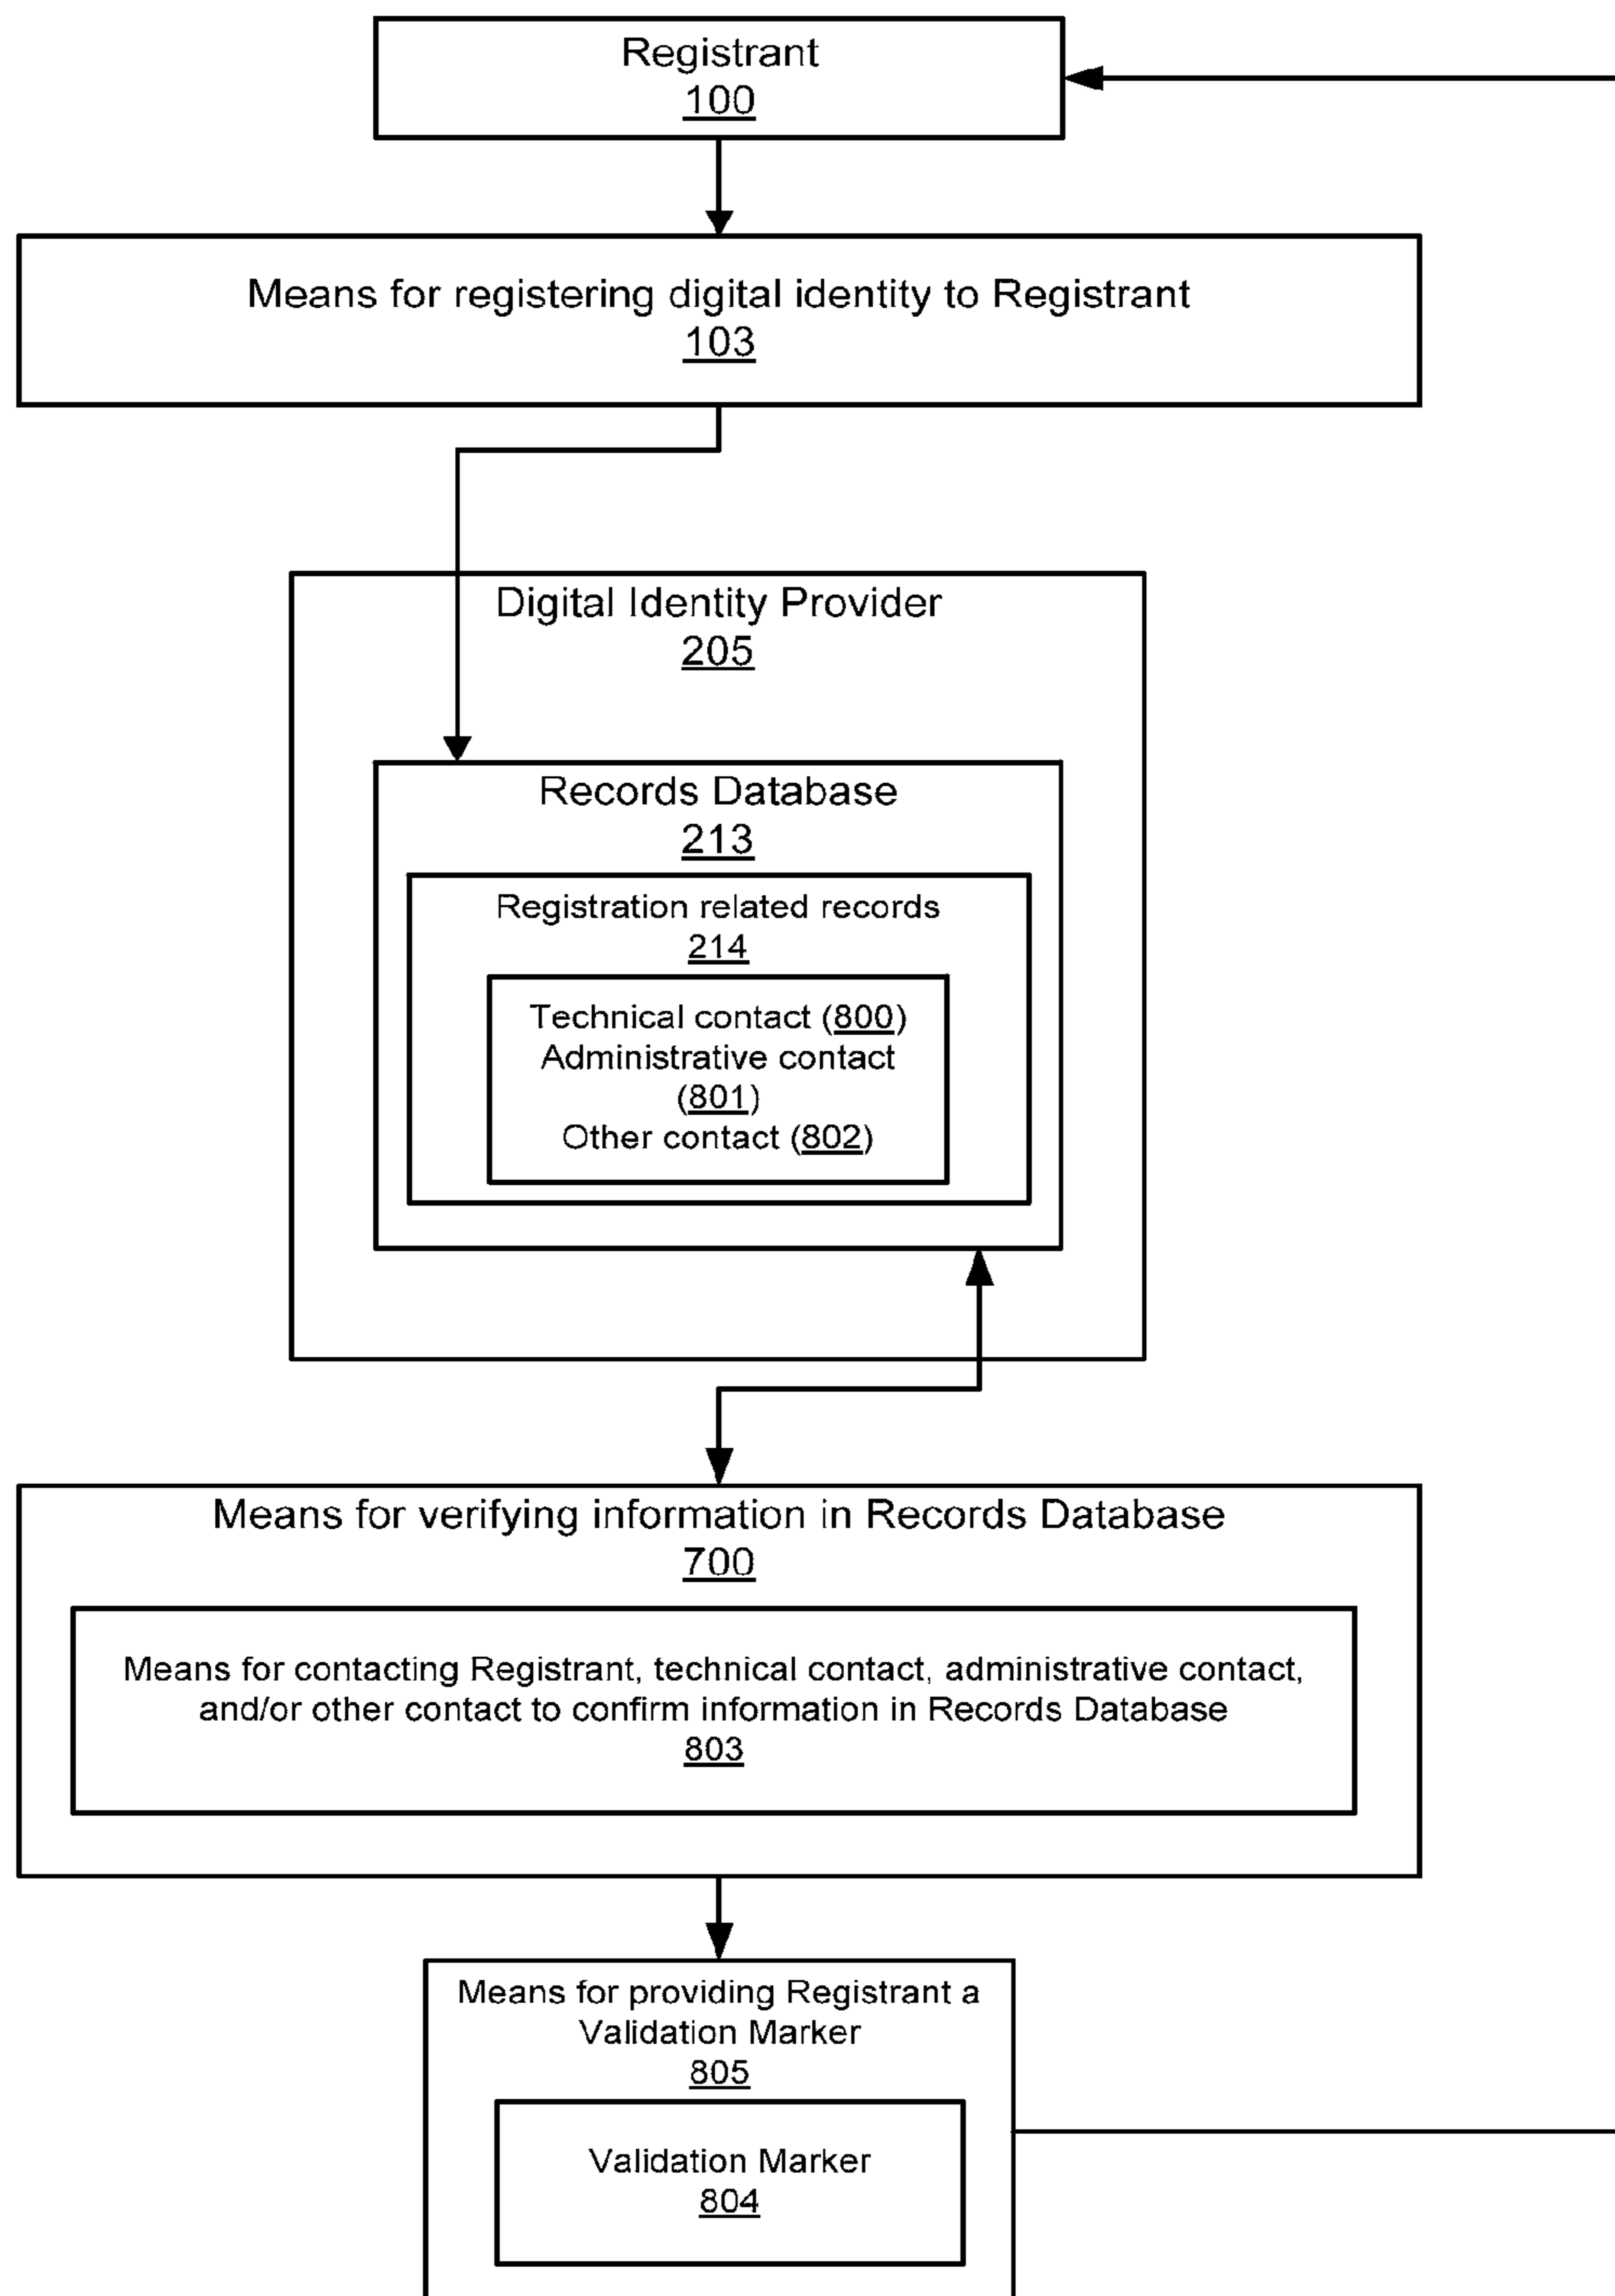 Registrant
100
Means for registering digital identity to Registrant
103
Digital Identity Provider
205
Records Database
213
Registration related records
214
Technical contact (800)
Administrative contact
(801)
Other contact (802)
Means for verifying information in Records Database
700
Means for contacting Registrant, technical contact, administrative contact,
and/or other contact to confirm information in Records Database
803
Means for providing Registrant a
Validation Marker
805
Validation Marker
804